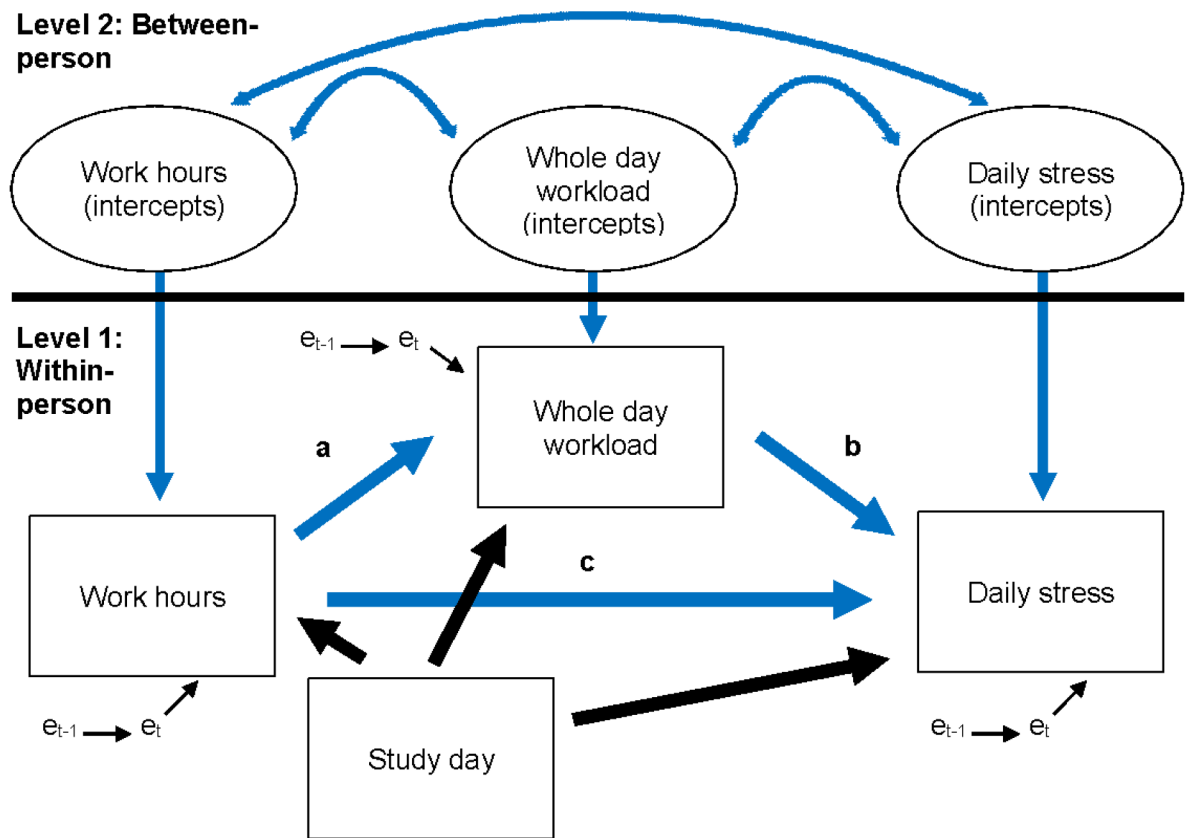 Level 2: Between-
person
Work hours
(intercepts)
Whole day
workload
(intercepts)
Daily stress
(intercepts)
Level 1:
Within-
person
eₜ₋₁ eₜ
Whole day
workload
a
b
c
Work hours
Daily stress
eₜ₋₁ eₜ
eₜ₋₁ eₜ
Study day